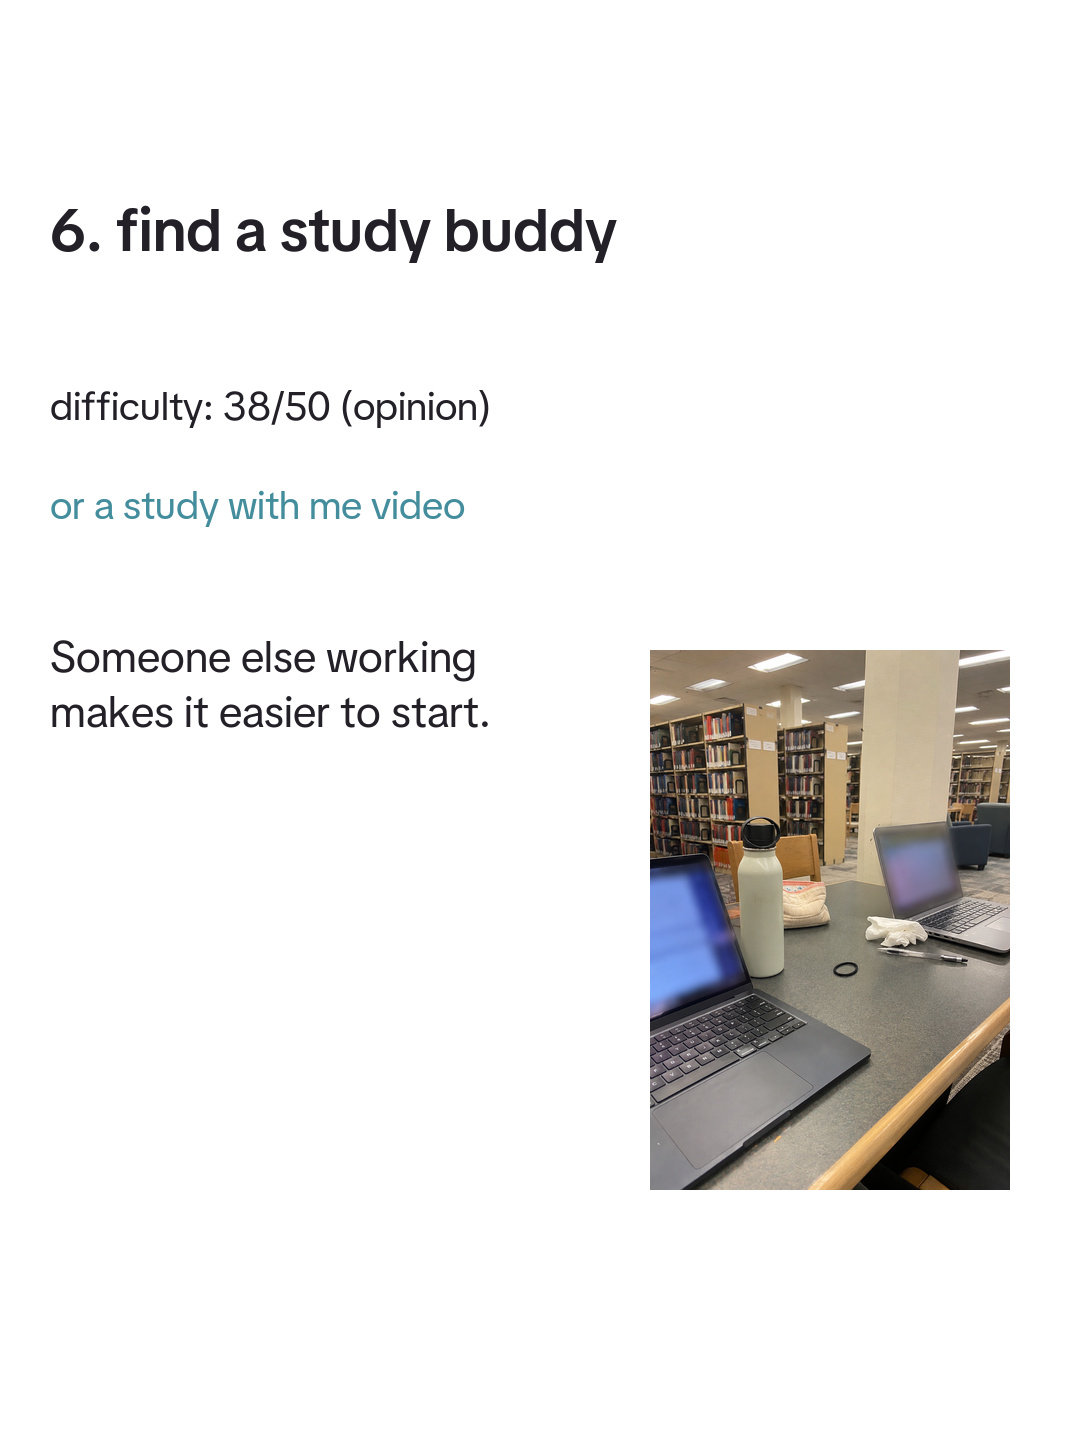 6. find a study buddy
difficulty: 38/50 (opinion)
or a study with me video
Someone else working
makes it easier to start.